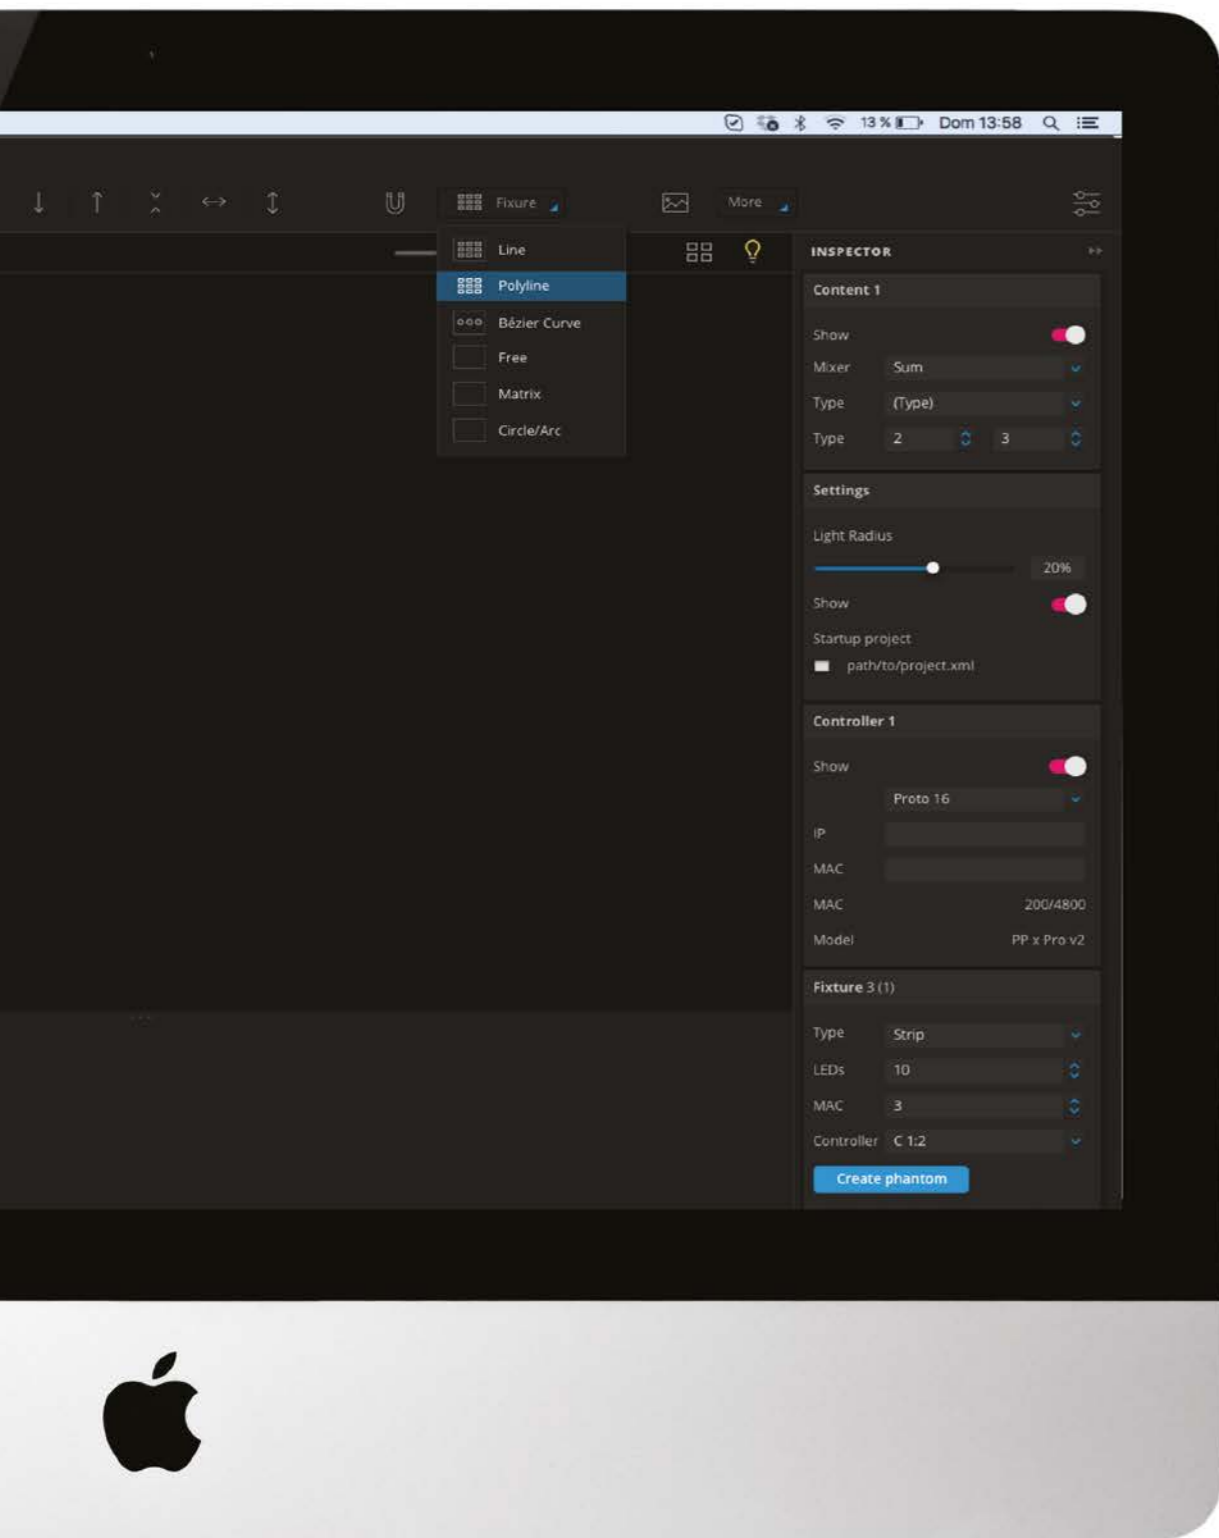 13 % Dom 13:58
Fixure More
Line
Polyline
Bézier Curve
Free
Matrix
Circle/Arc
INSPECTOR
Content 1
Show
Mixer Sum
Type (Type)
Type 2 3
Settings
Light Radius
20%
Show
Startup project
path/to/project.xml
Controller 1
Show
Proto 16
IP
MAC
MAC 200/4800
Model PP x Pro v2
Fixture 3 (1)
Type Strip
LEDs 10
MAC 3
Controller C 1:2
Create phantom